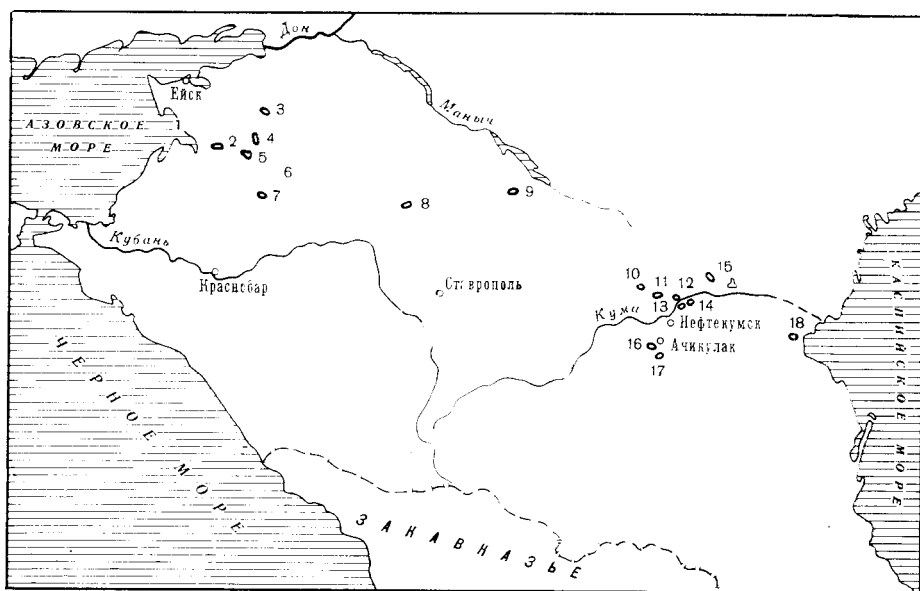 Дон
Ейск
Маныч
АЗОВСКОЕ
МОРЕ
3
2
4
5
6
7
8
9
Кубань
Краснодар
Ставрополь
10
11
12
15
13
14
Кума
Нефтекумск
16
Ачикулак
17
18
КАСПИЙСКОЕ МОРЕ
ЧЕРНОЕ МОРЕ
ЗАКАВКАЗЬЕ